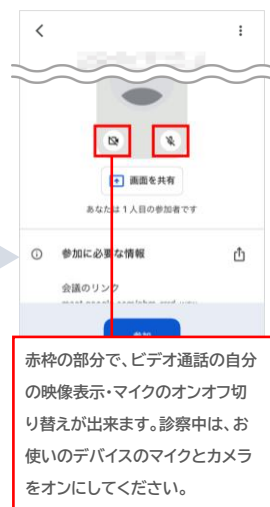 画面を共有
あなたは1人目の参加者です
参加に必要な情報
会議のリンク
参加
赤枠の部分で、ビデオ通話の自分
の映像表示・マイクのオンオフ切
り替えが出来ます。診察中は、お
使いのデバイスのマイクとカメラ
をオンにしてください。